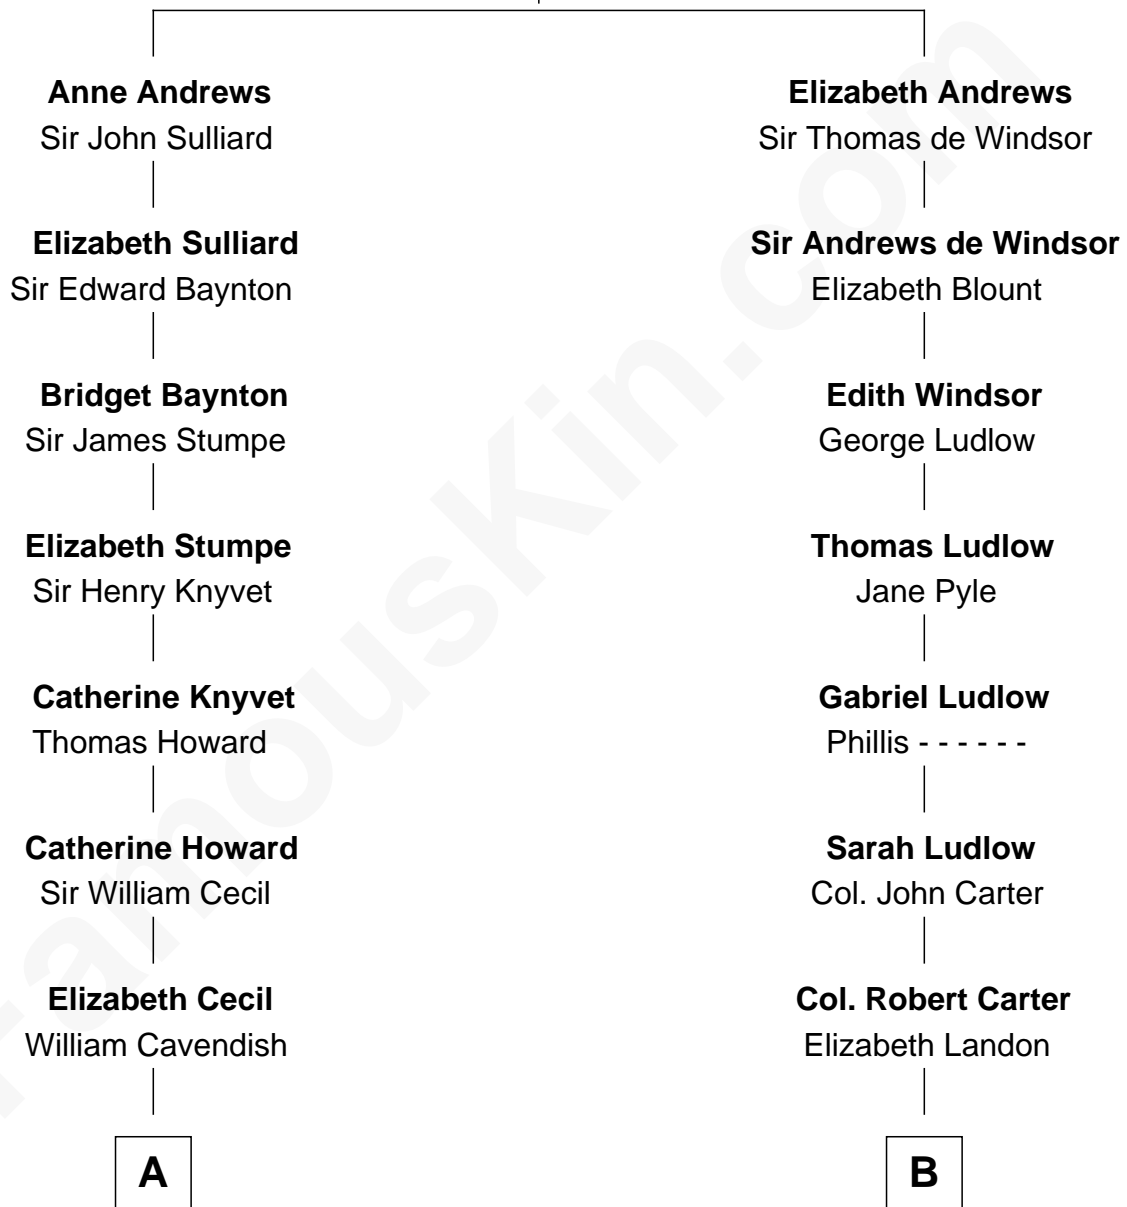 Anne Andrews
Sir John Sulliard
Elizabeth Sulliard
Sir Edward Baynton
Bridget Baynton
Sir James Stumpe
Elizabeth Stumpe
Sir Henry Knyvet
Catherine Knyvet
Thomas Howard
Catherine Howard
Sir William Cecil
Elizabeth Cecil
William Cavendish
A
Elizabeth Andrews
Sir Thomas de Windsor
Sir Andrews de Windsor
Elizabeth Blount
Edith Windsor
George Ludlow
Thomas Ludlow
Jane Pyle
Gabriel Ludlow
Phillis - - - - - -
Sarah Ludlow
Col. John Carter
Col. Robert Carter
Elizabeth Landon
B
FamousKin.com